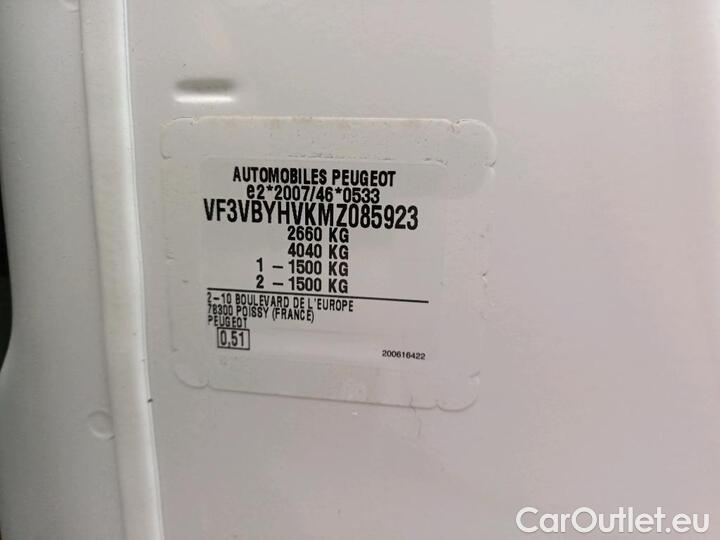 AUTOMOBILES PEUGEOT
e2*2007/46*0533
VF3VBYHVKMZ085923
2660 KG
4040 KG
1 - 1500 KG
2 - 1500 KG
2-10 BOULEVARD DE L'EUROPE
78300 POISSY (FRANCE)
PEUGEOT
0,51
200616422
CarOutlet.eu